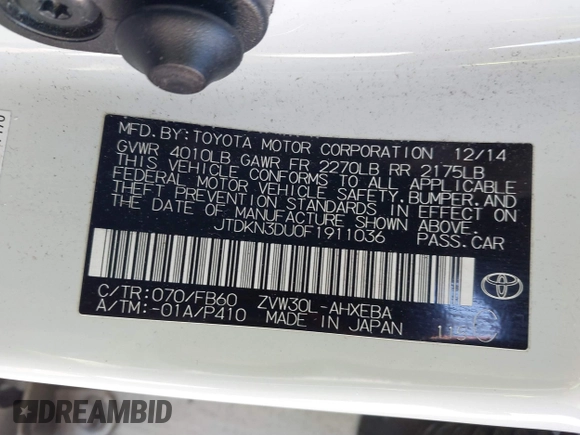 MFD.BY:TOYOTA MOTOR CORPORATION 12/14
GVWR 4010LB GAWR FR 2270LB RR 2175LB
THIS VEHICLE CONFORMS TO ALL APPLICABLE
FEDERAL MOTOR VEHICLE SAFETY,BUMPER,AND
THEFT PREVENTION STANDARDS IN EFFECT ON
THE DATE OF MANUFACTURE SHOWN ABOVE.
JTDKN3DU0F1911036 PASS.CAR
C/TR:070/FB60 ZVW30L-AHXEBA
A/TM:-01A/P410 MADE IN JAPAN
DREAMBID